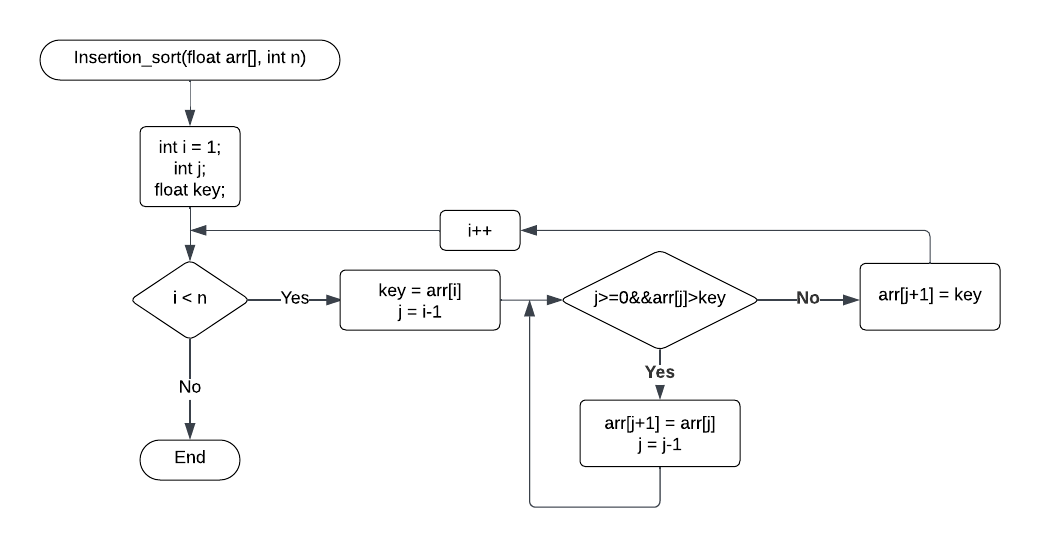 Insertion_sort(float arr[], int n)
int i = 1;
int j;
float key;
i++
i < n
Yes
key = arr[i]
j = i-1
j>=0&&arr[j]>key
No
arr[j+1] = key
Yes
arr[j+1] = arr[j]
j = j-1
No
End